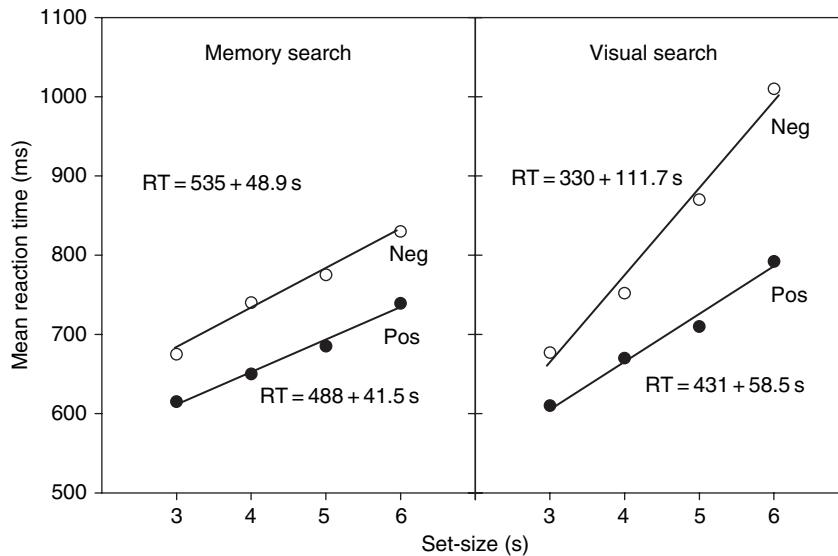 1100
1000
900
800
700
600
500
Mean reaction time (ms)
Memory search
RT = 535 + 48.9 s
Neg
Pos
RT = 488 + 41.5 s
3 4 5 6
Visual search
Neg
RT = 330 + 111.7 s
Pos
RT = 431 + 58.5 s
3 4 5 6
Set-size (s)